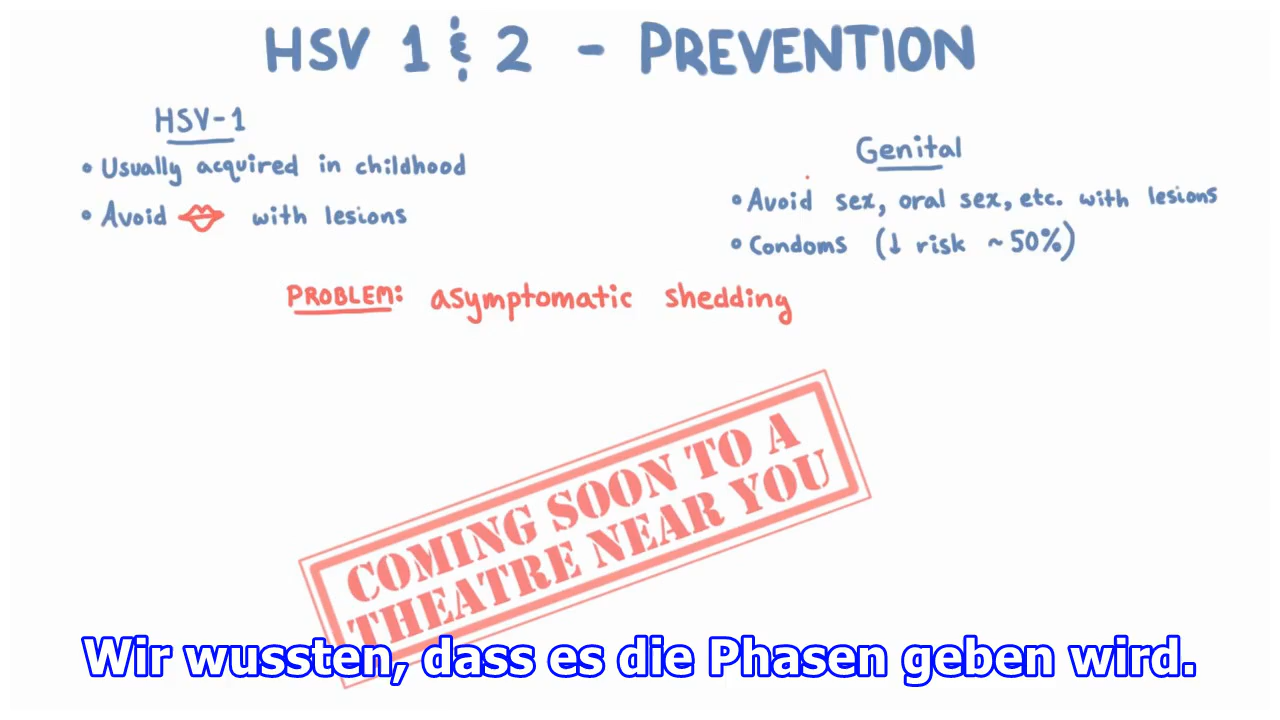 HSV 1 & 2 - PREVENTION
HSV-1
• Usually acquired in childhood
• Avoid with lesions
Genital
• Avoid sex, oral sex, etc. with lesions
• Condoms (↓ risk ~50%)
PROBLEM: asymptomatic shedding
COMING SOON TO A
THEATRE NEAR YOU
Wir wussten, dass es die Phasen geben wird.